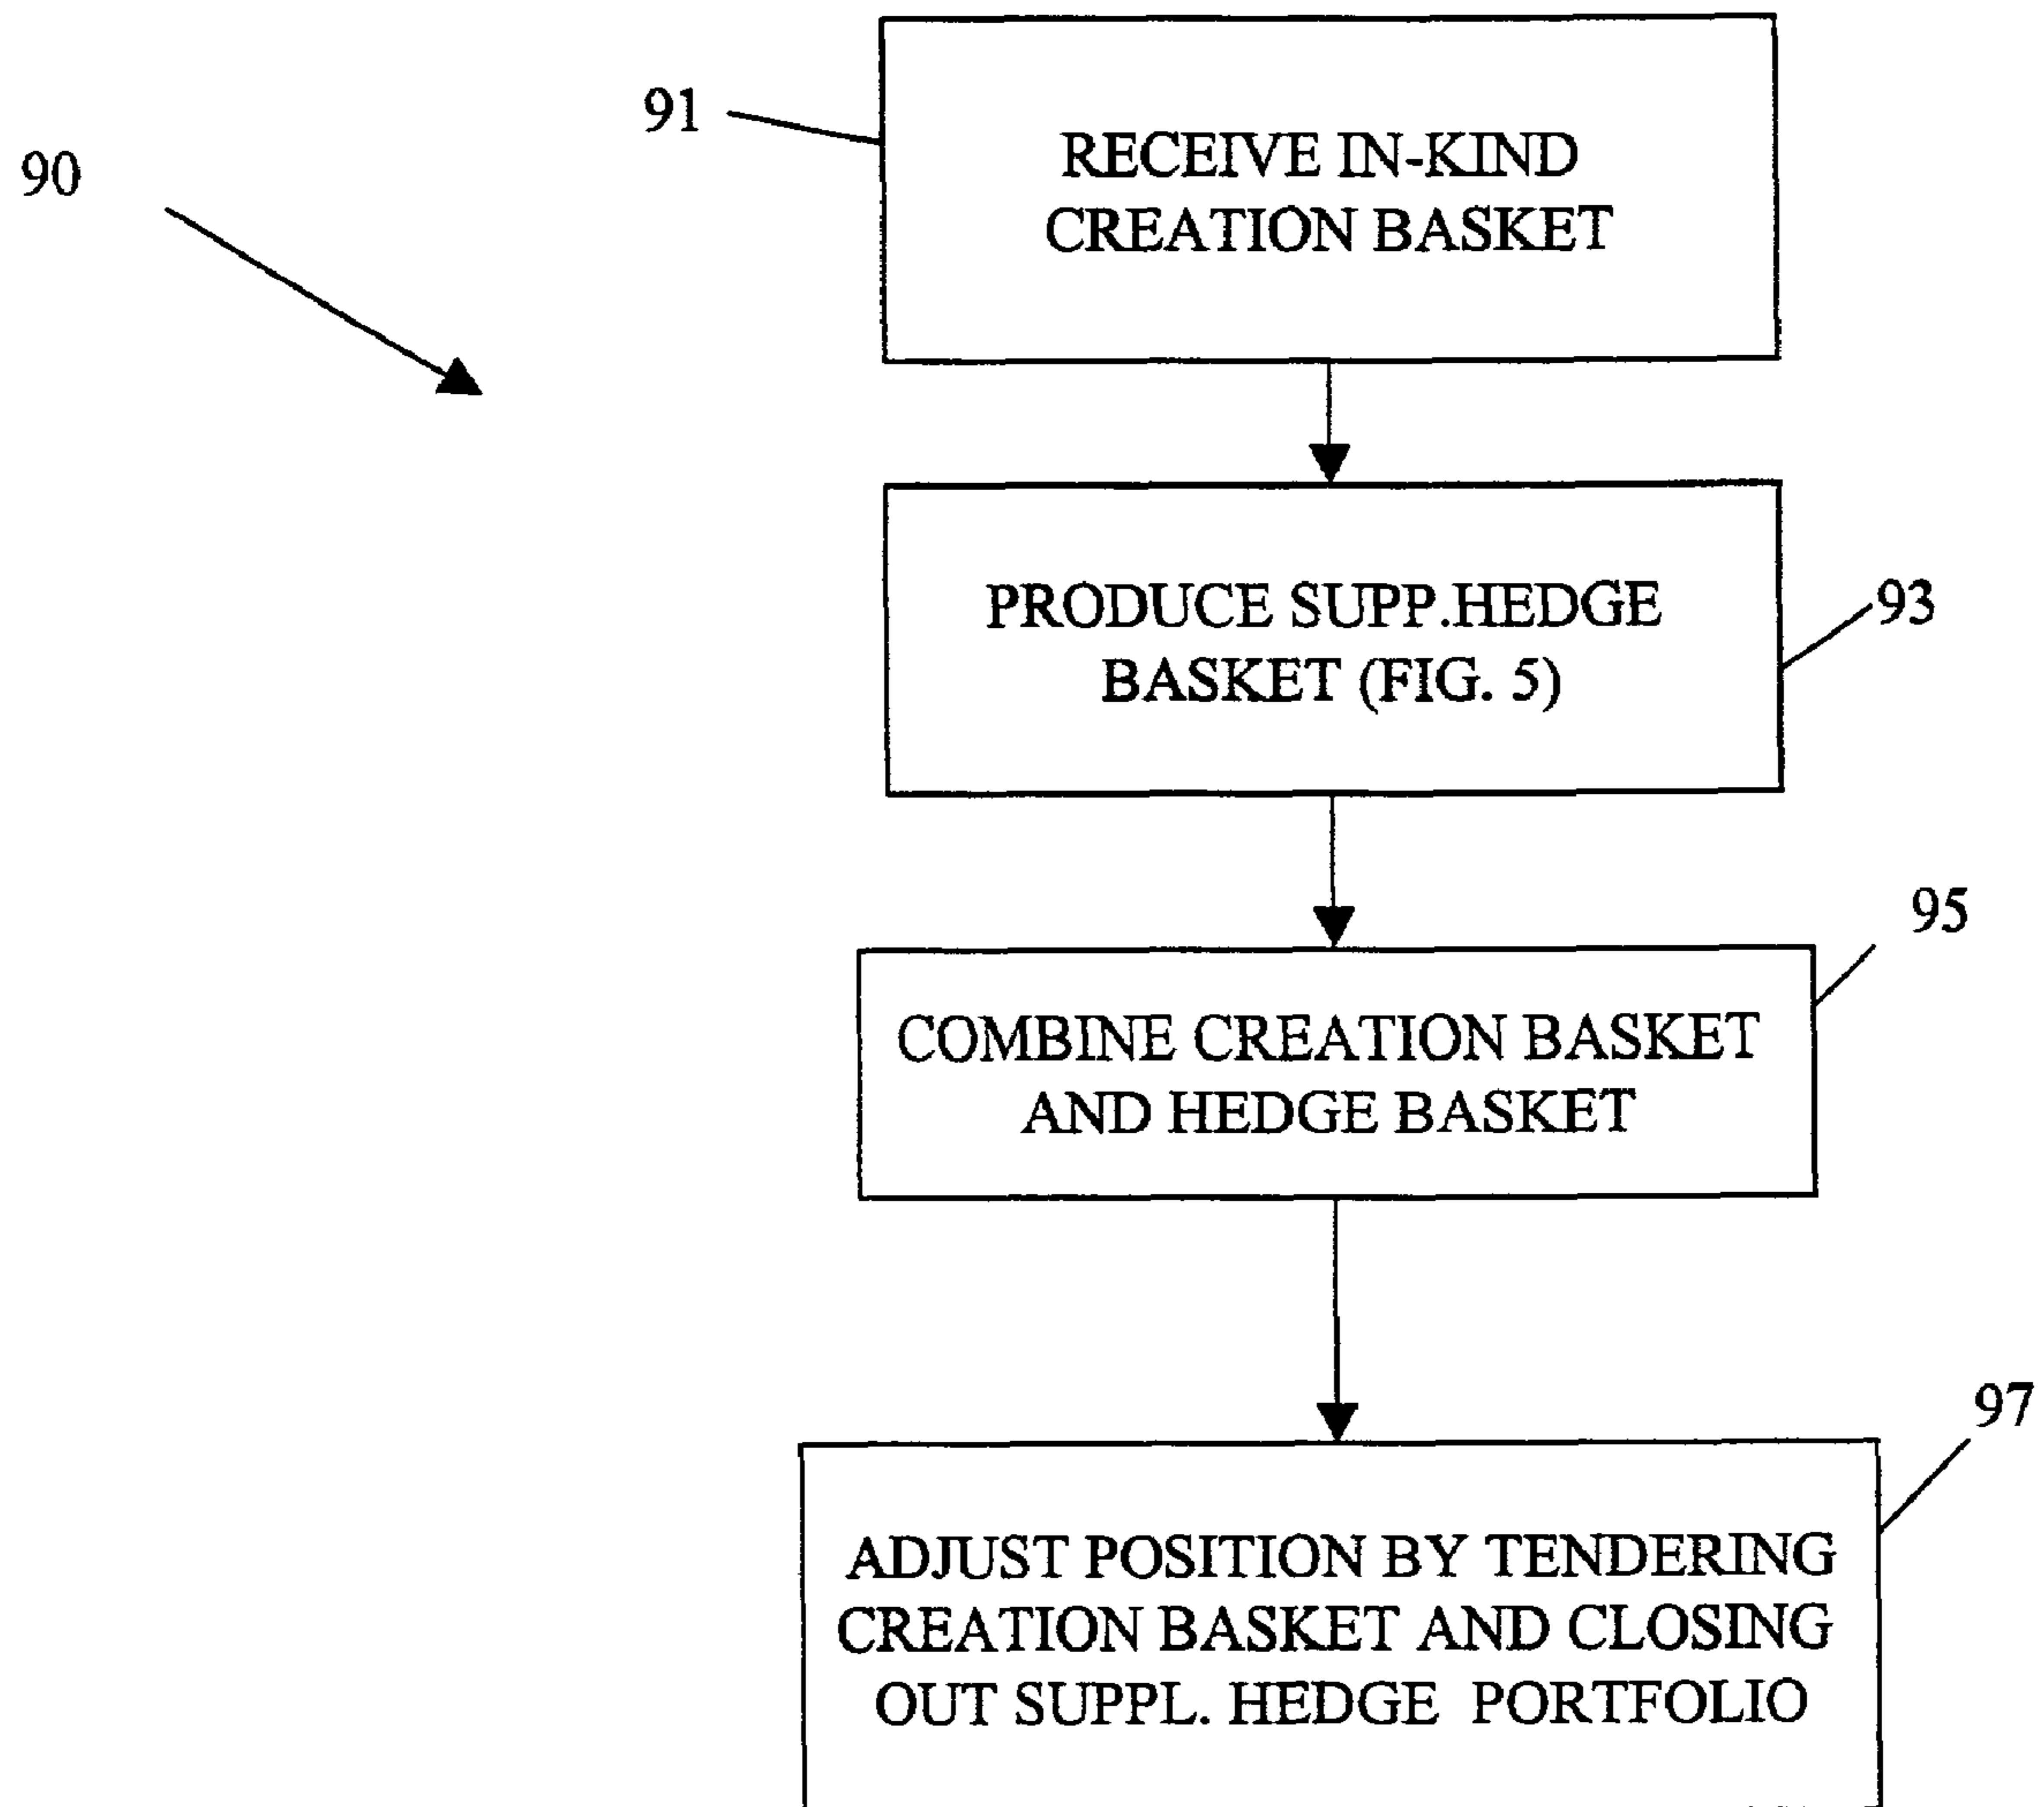 90
91
RECEIVE IN-KIND
CREATION BASKET
PRODUCE SUPP.HEDGE
BASKET (FIG. 5)
93
95
COMBINE CREATION BASKET
AND HEDGE BASKET
97
ADJUST POSITION BY TENDERING
CREATION BASKET AND CLOSING
OUT SUPPL. HEDGE PORTFOLIO